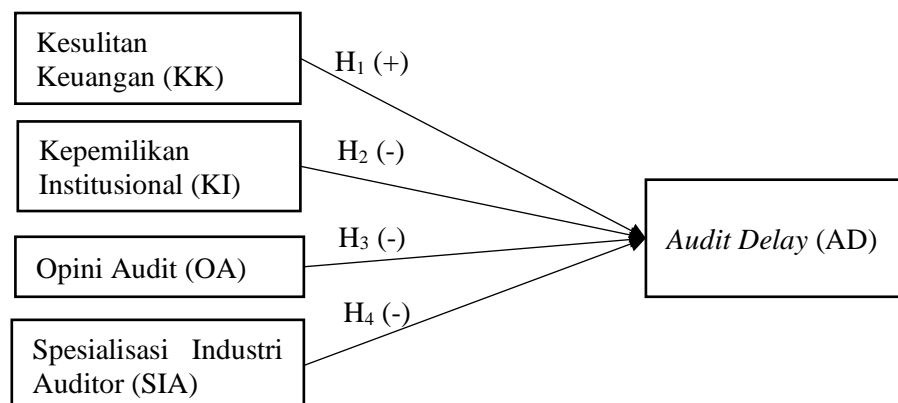 Kesulitan
Keuangan (KK)
H₁ (+)
Kepemilikan
Institusional (KI)
H₂ (-)
Opini Audit (OA)
H₃ (-)
Spesialisasi Industri
Auditor (SIA)
H₄ (-)
Audit Delay (AD)